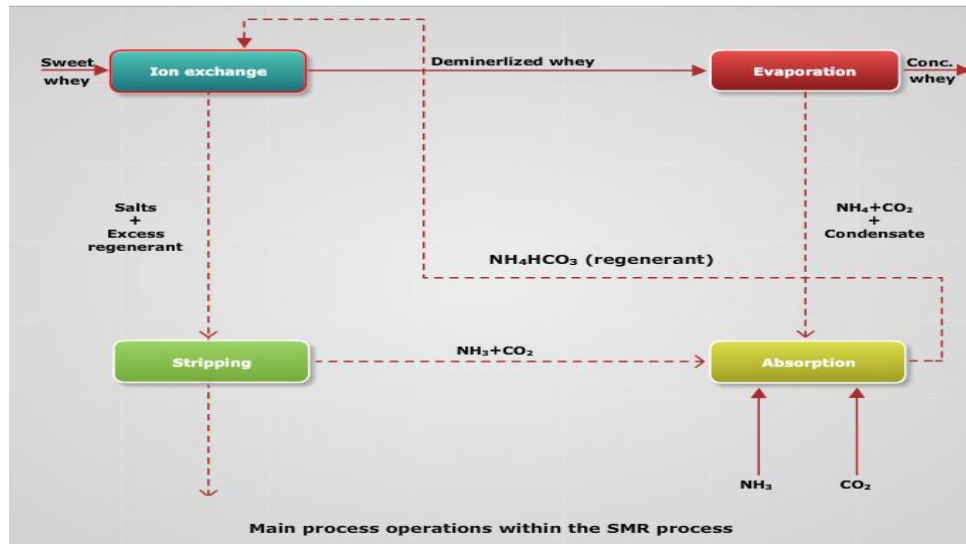 Sweet
whey
Ion exchange
Deminerlized whey
Evaporation
Conc.
whey
Salts
+
Excess
regenerant
NH₄+CO₂
+
Condensate
NH₄HCO₃ (regenerant)
Stripping
NH₃+CO₂
Absorption
NH₃
CO₂
Main process operations within the SMR process